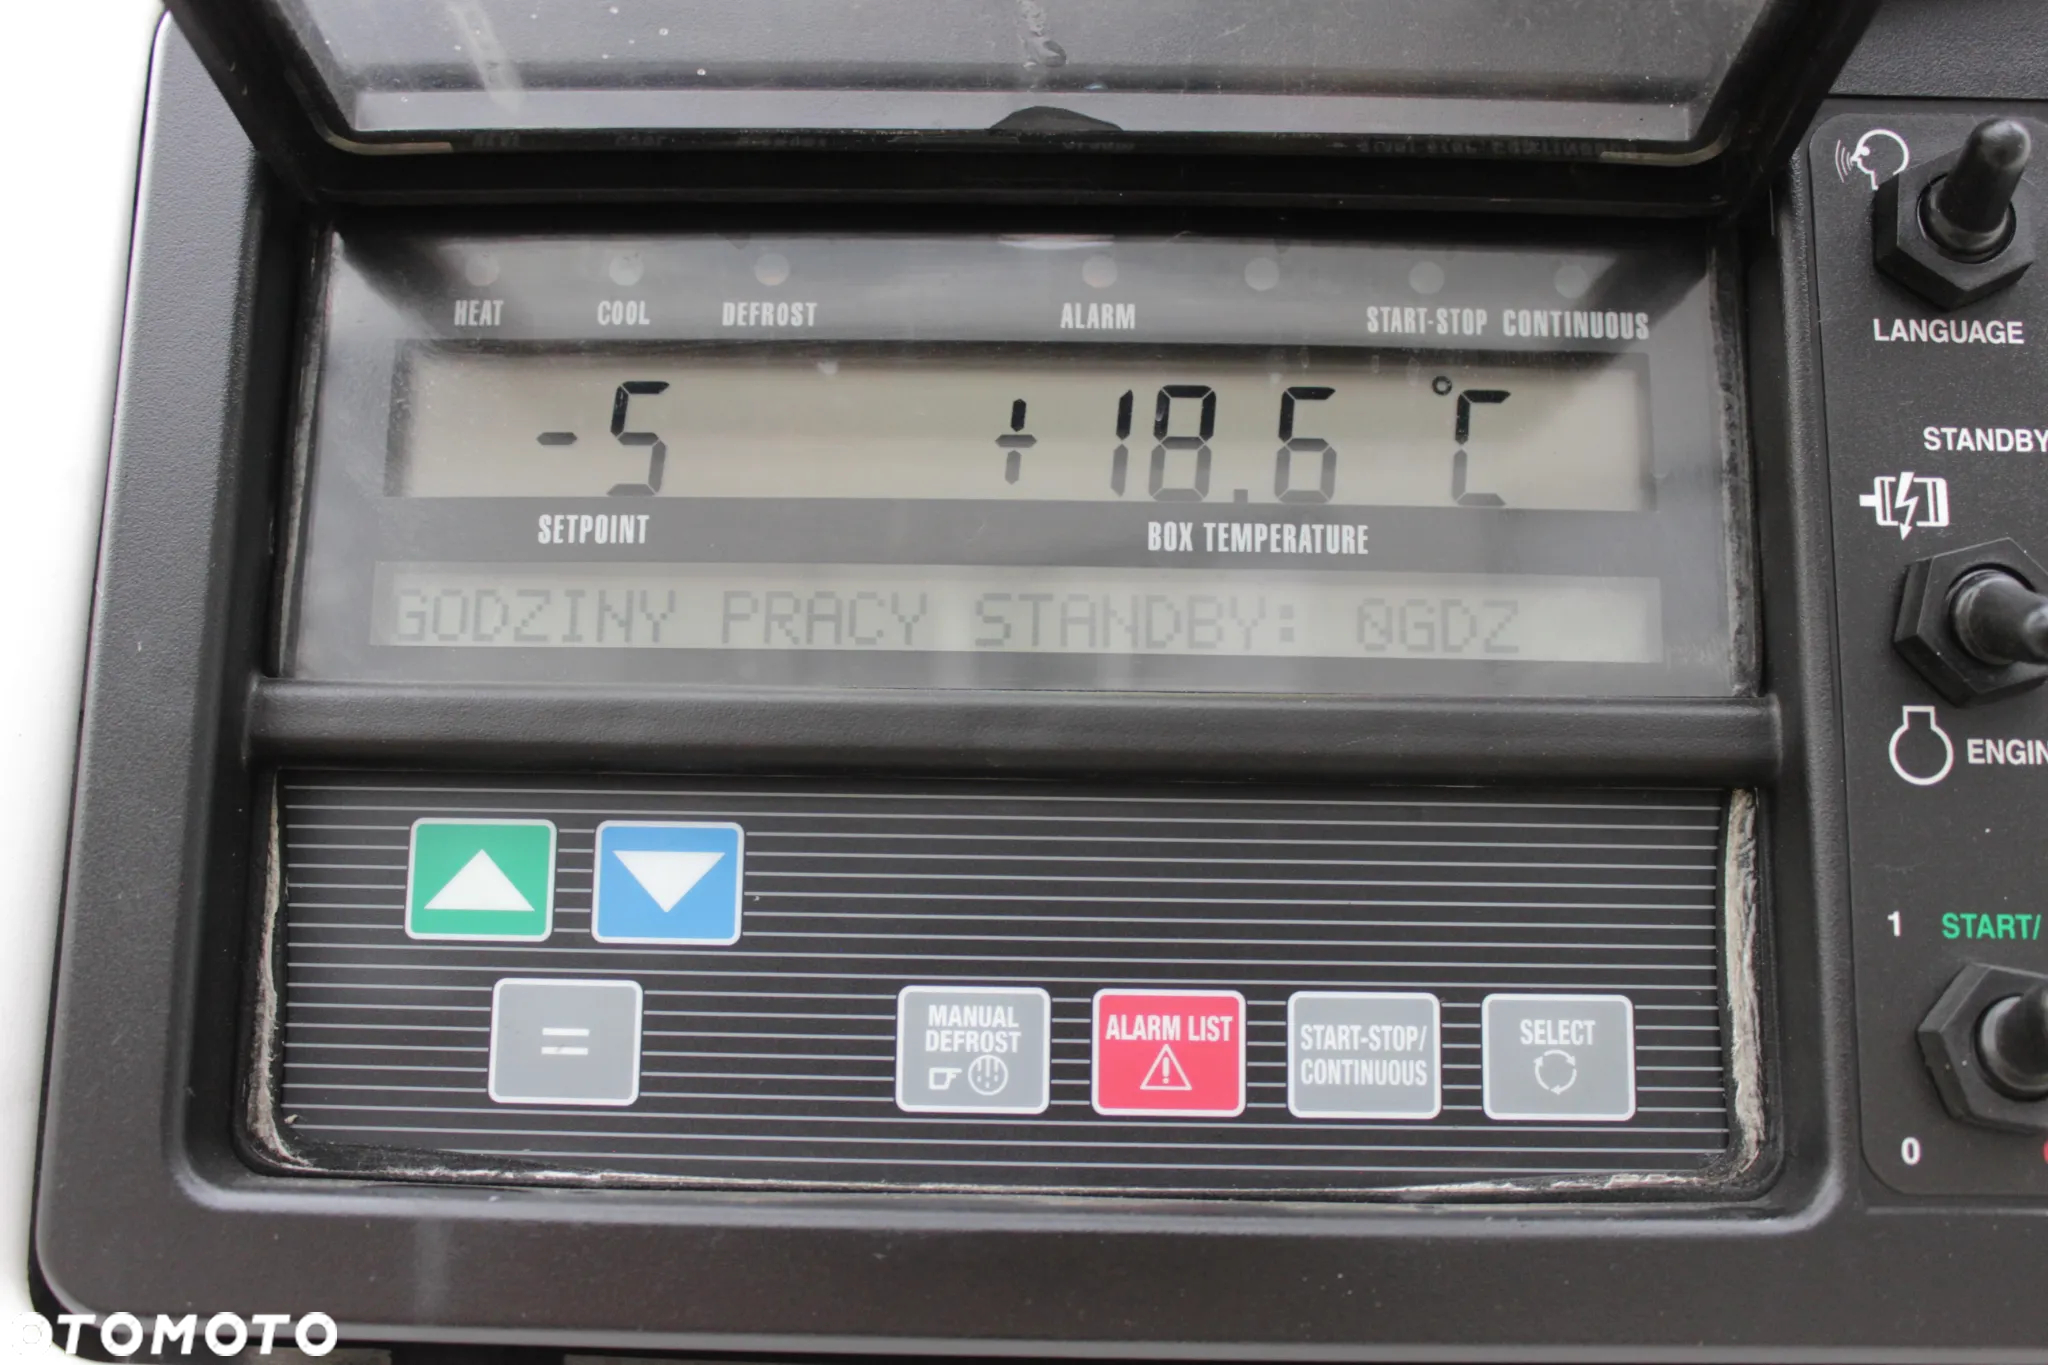 HEAT COOL DEFROST ALARM START-STOP CONTINUOUS
-5 +18.6 °C
SETPOINT BOX TEMPERATURE
GODZINY PRACY STANDBY: 0GDZ
MANUAL DEFROST
ALARM LIST
START-STOP/
CONTINUOUS
SELECT
=
LANGUAGE
STANDBY
ENGIN
1 START/
0
OTOMOTO